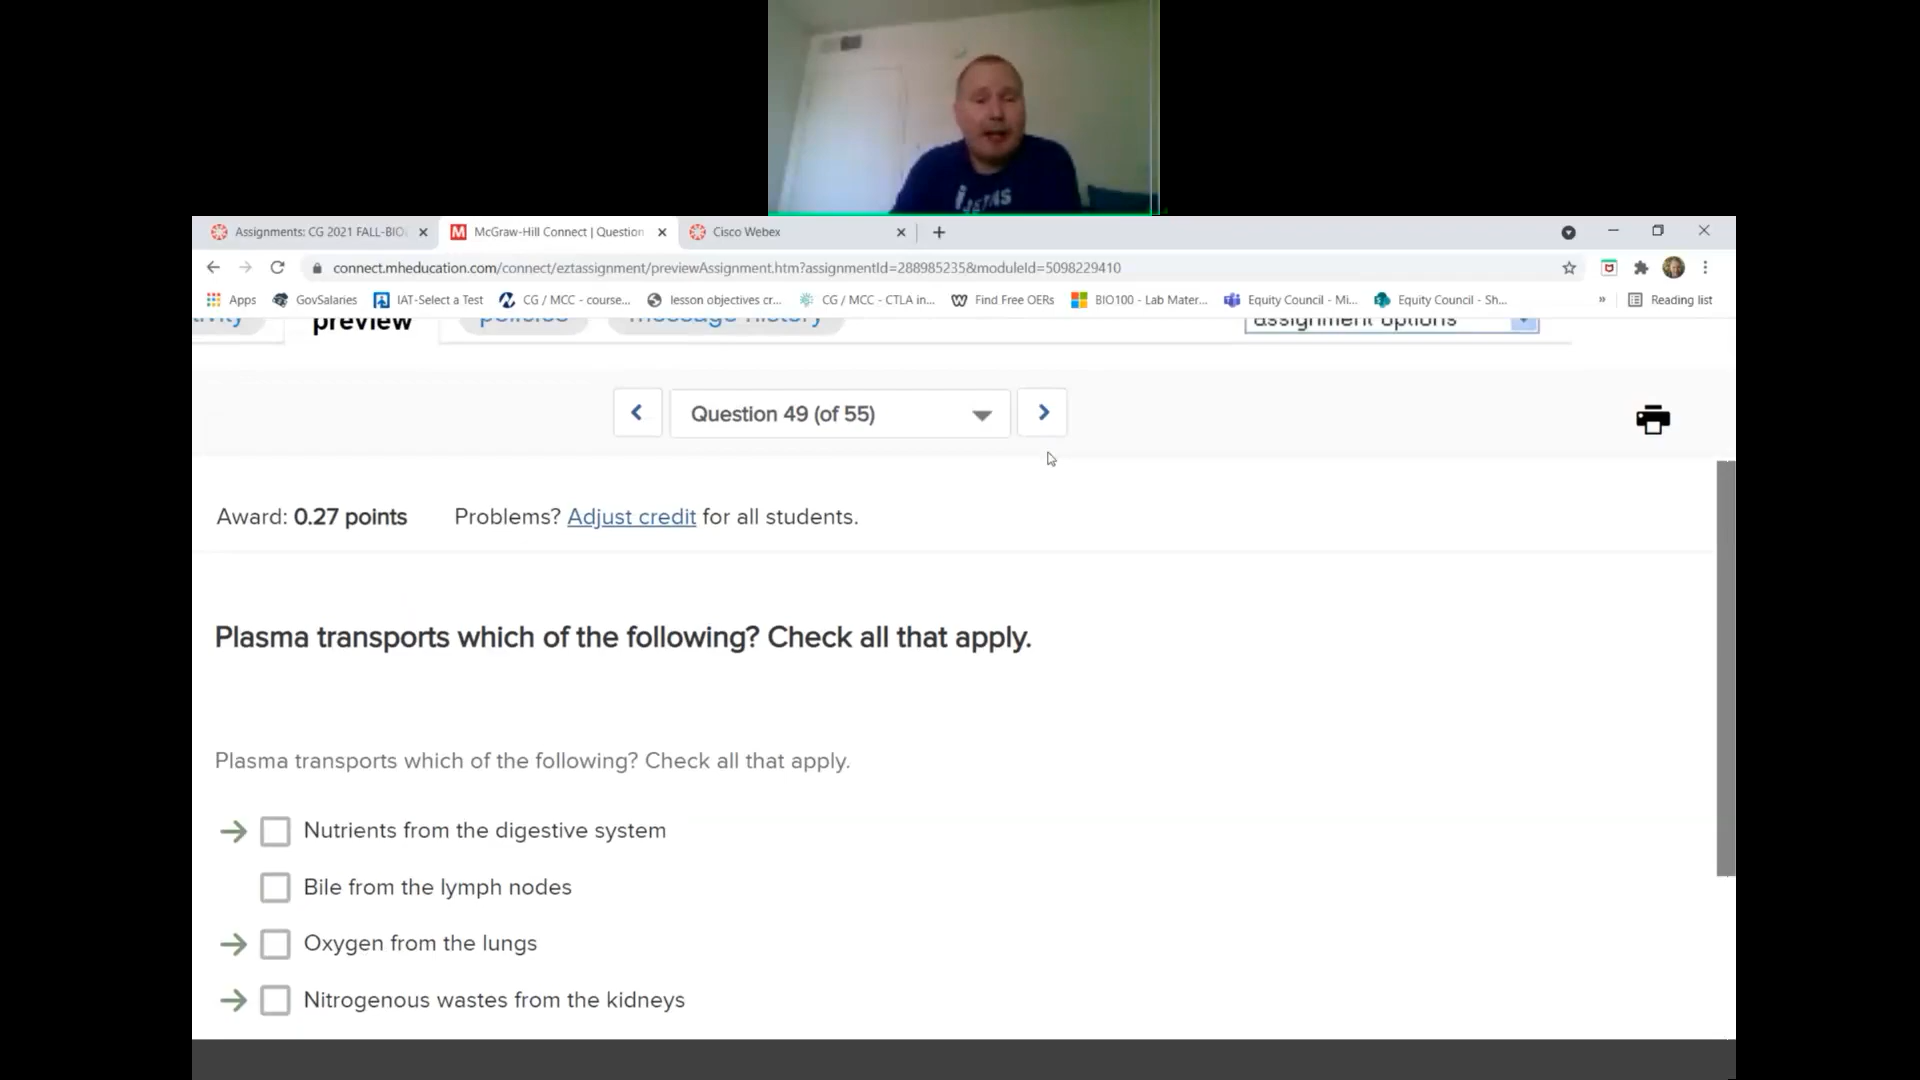 Assignments: CG 2021 FALL-BIO
McGraw-Hill Connect | Question
Cisco Webex
connect.mheducation.com/connect/eztassignment/previewAssignment.htm?assignmentId=288985235&moduleId=5098229410
Apps
GovSalaries
IAT-Select a Test
CG / MCC - course...
lesson objectives cr...
CG / MCC - CTLA in...
Find Free OERs
BIO100 - Lab Mater...
Equity Council - Mi...
Equity Council - Sh...
»
Reading list
preview
policies
message history
assignment options
Question 49 (of 55)
Award: 0.27 points
Problems? Adjust credit for all students.
Plasma transports which of the following? Check all that apply.
Plasma transports which of the following? Check all that apply.
Nutrients from the digestive system
Bile from the lymph nodes
Oxygen from the lungs
Nitrogenous wastes from the kidneys